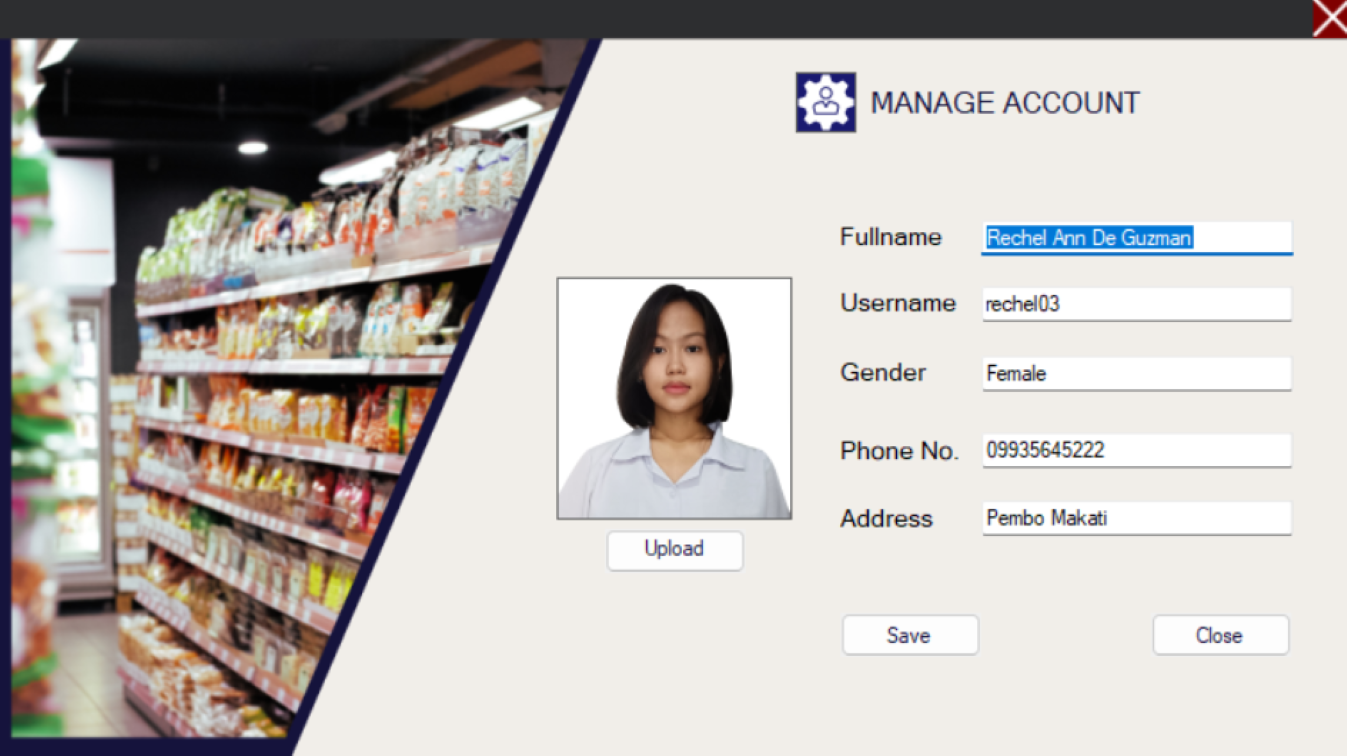 MANAGE ACCOUNT
Fullname Rechel Ann De Guzman
Username rechel03
Gender Female
Phone No. 09935645222
Address Pembo Makati
Upload
Save Close